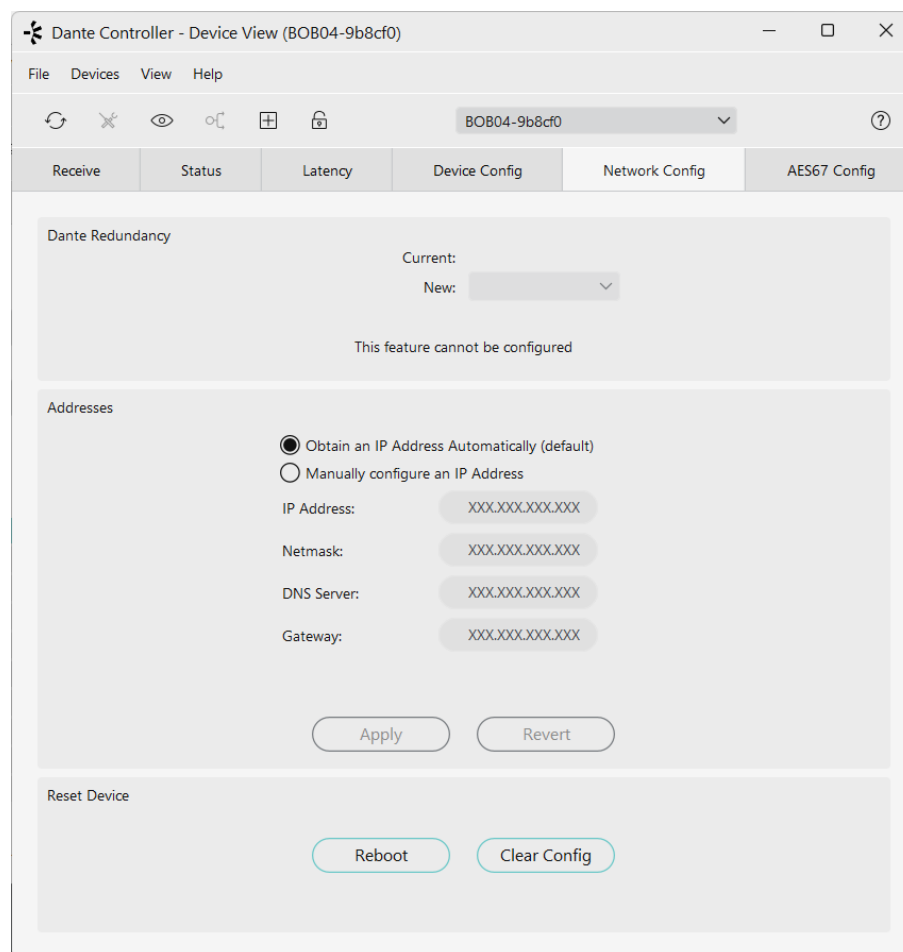 Dante Controller - Device View (BOB04-9b8cf0)
File Devices View Help
BOB04-9b8cf0
Receive Status Latency Device Config Network Config AES67 Config
Dante Redundancy
Current:
New:
This feature cannot be configured
Addresses
Obtain an IP Address Automatically (default)
Manually configure an IP Address
IP Address: XXX.XXX.XXX.XXX
Netmask: XXX.XXX.XXX.XXX
DNS Server: XXX.XXX.XXX.XXX
Gateway: XXX.XXX.XXX.XXX
Apply Revert
Reset Device
Reboot Clear Config